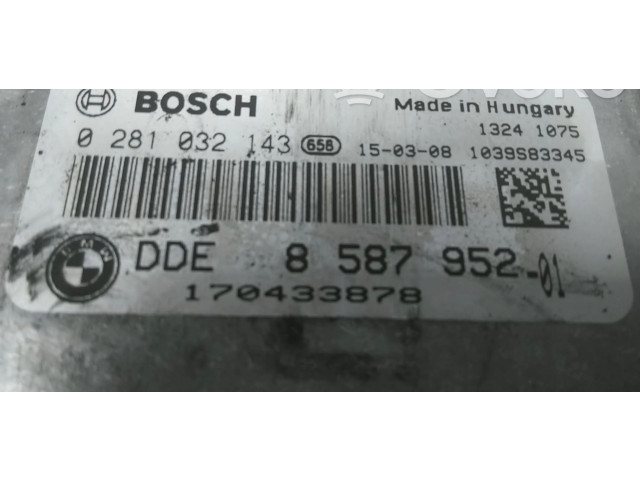 BOSCH
Made in Hungary
1324 1075
0 281 032 143 658 15-03-08 1039S83345
BMW DDE 8 587 952-01
170433878